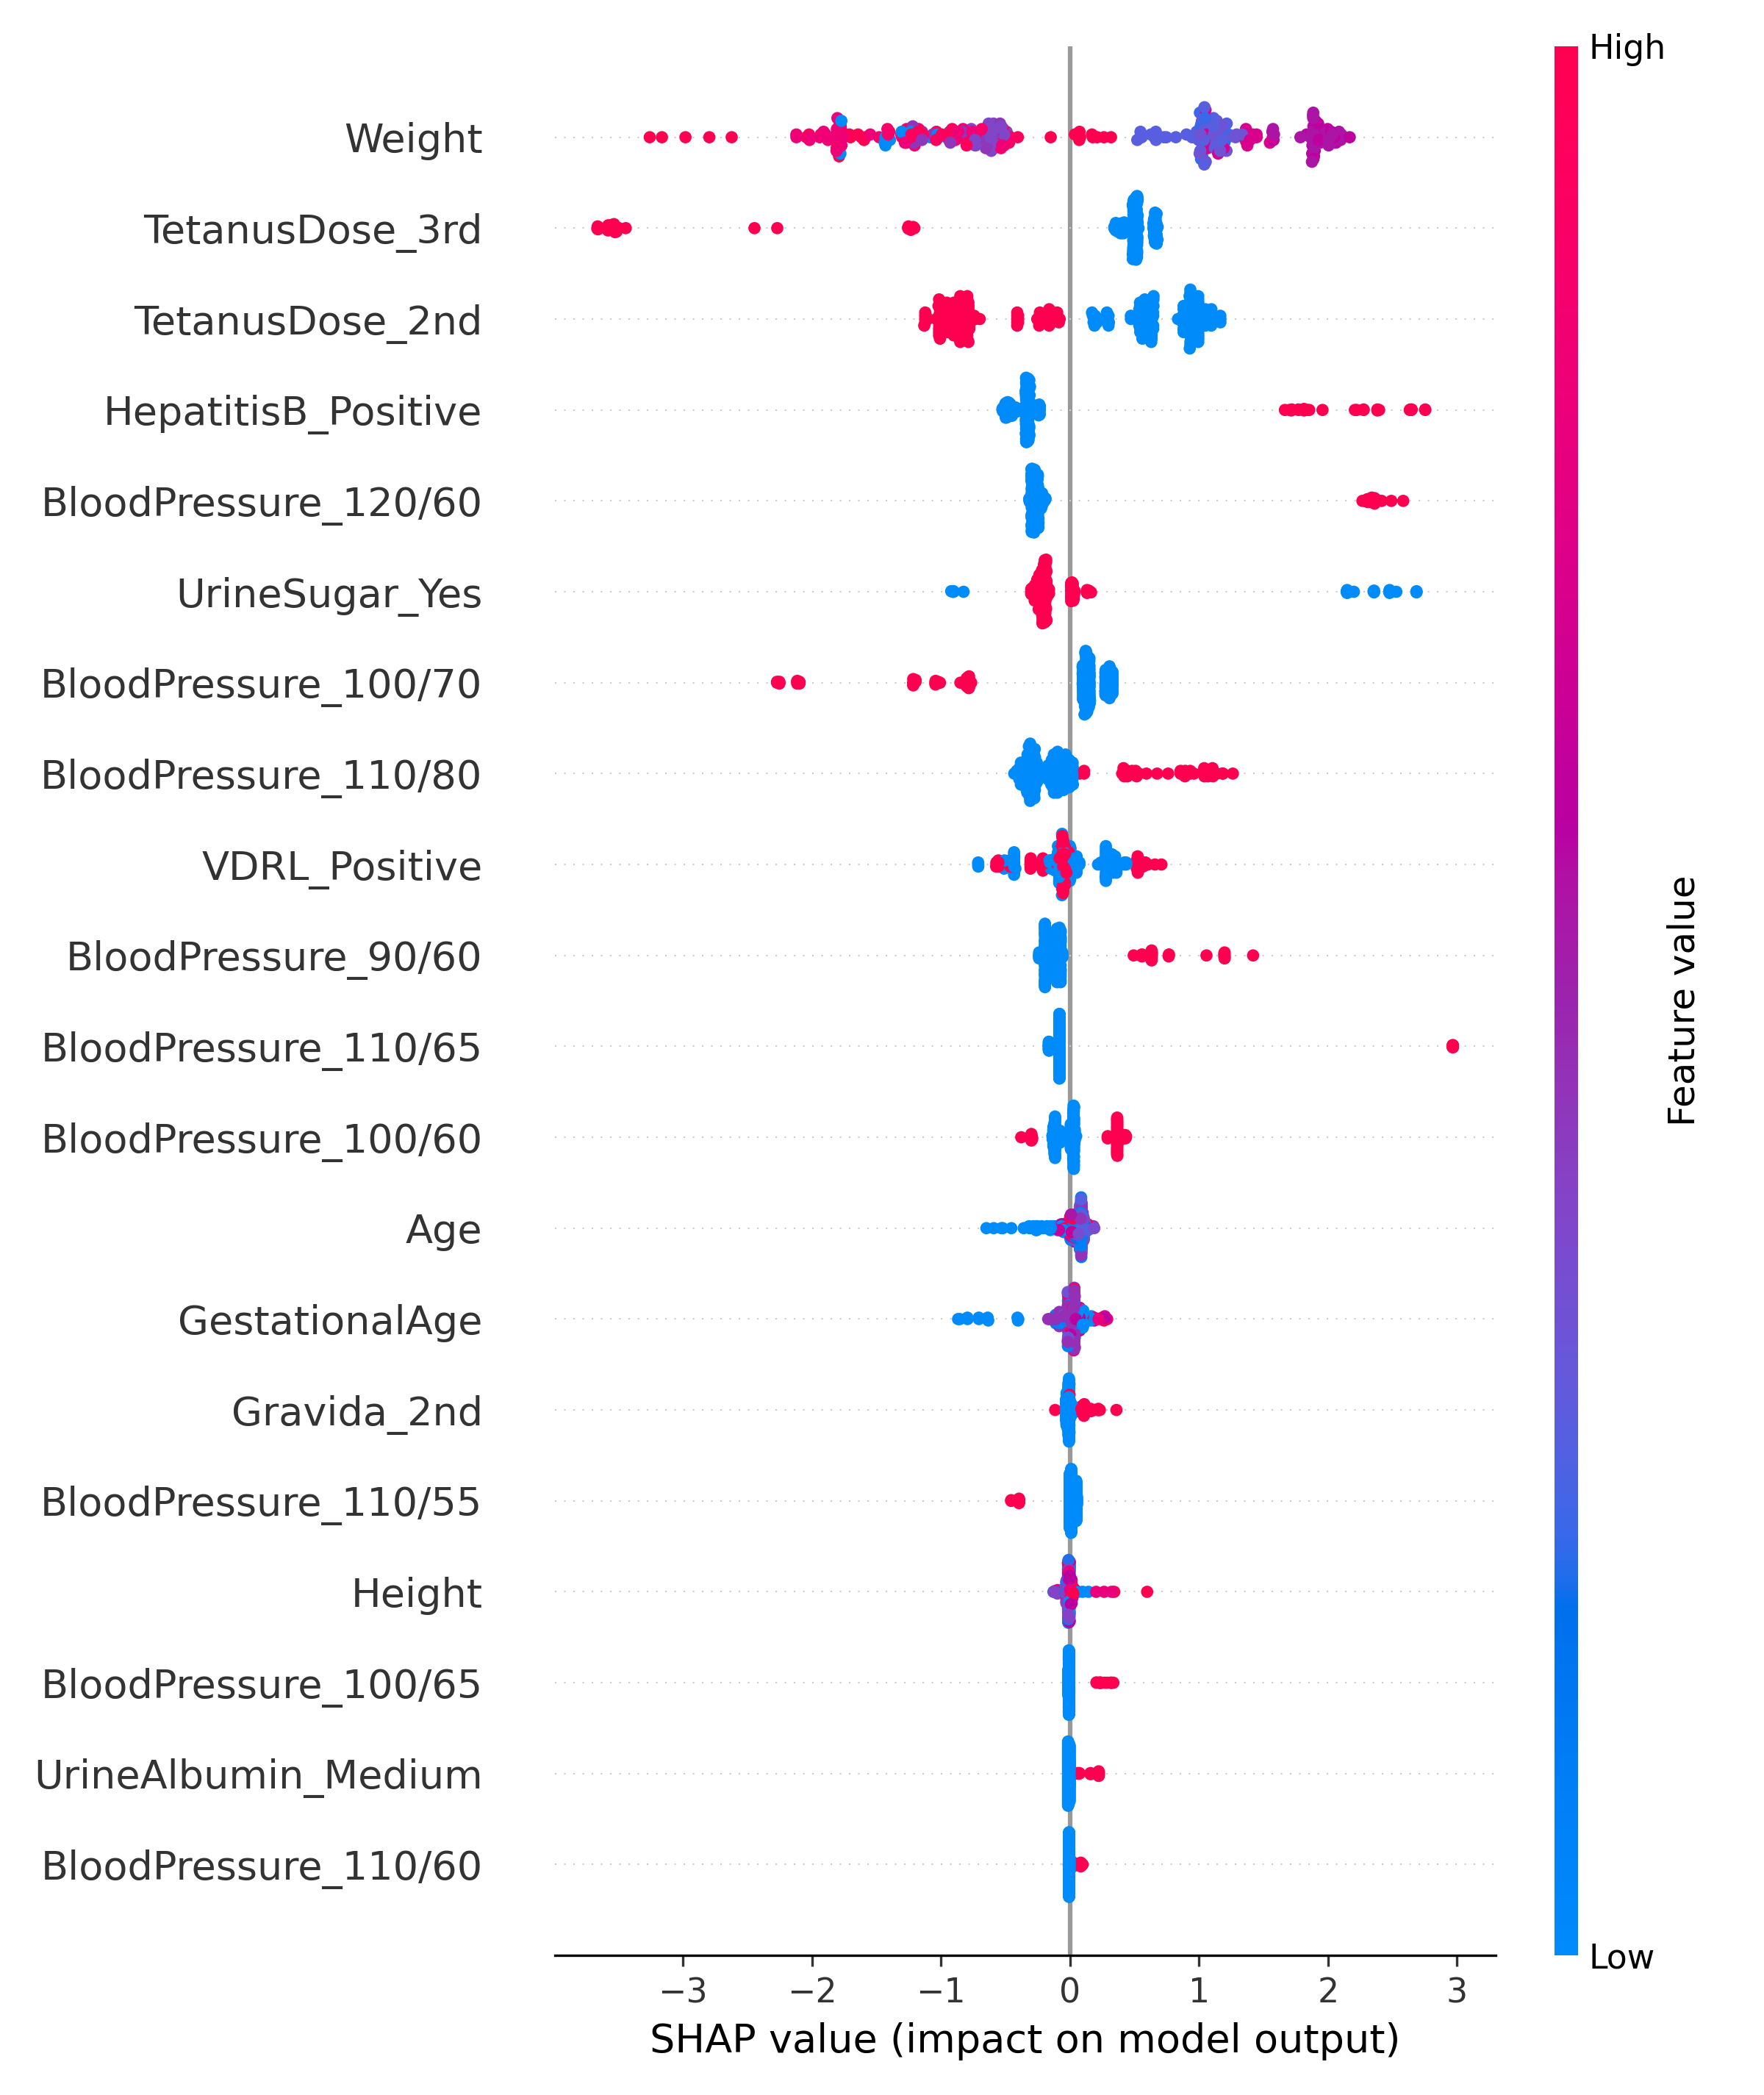 High
Weight
TetanusDose_3rd
TetanusDose_2nd
HepatitisB_Positive
BloodPressure_120/60
UrineSugar_Yes
BloodPressure_100/70
BloodPressure_110/80
VDRL_Positive
BloodPressure_90/60
BloodPressure_110/65
BloodPressure_100/60
Age
GestationalAge
Gravida_2nd
BloodPressure_110/55
Height
BloodPressure_100/65
UrineAlbumin_Medium
BloodPressure_110/60
Feature value
Low
−3 −2 −1 0 1 2 3
SHAP value (impact on model output)